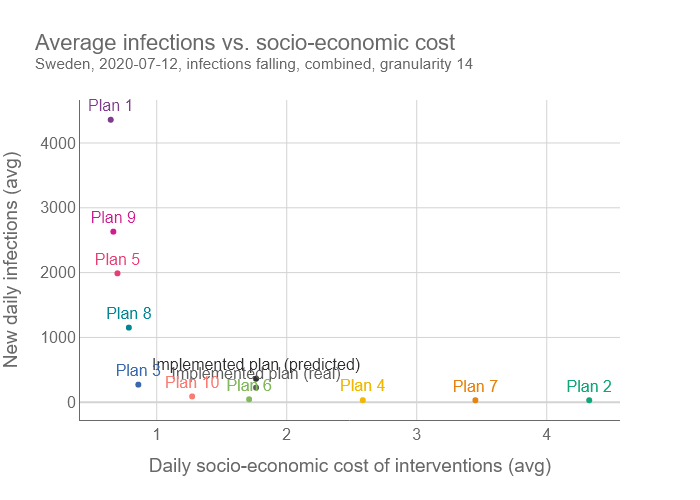 Average infections vs. socio-economic cost
Sweden, 2020-07-12, infections falling, combined, granularity 14
Plan 1
4000
Plan 9
3000
Plan 5
2000
Plan 8
1000
Implemented plan (predicted)
Plan 3
Implemented plan (real)
Plan 10
Plan 6
Plan 4
Plan 7
Plan 2
0
1
2
3
4
New daily infections (avg)
Daily socio-economic cost of interventions (avg)